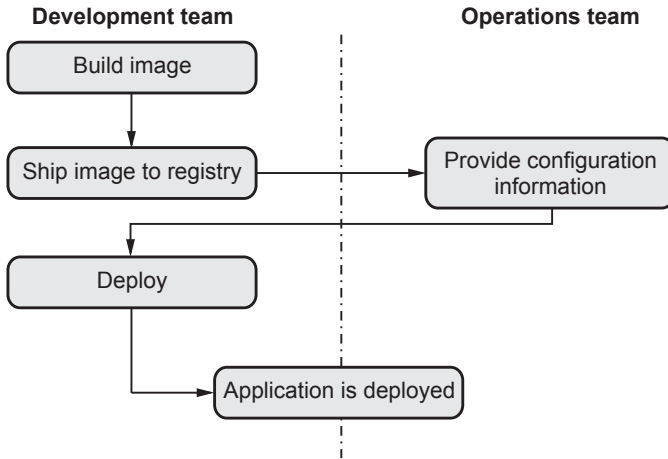 Development team
Operations team
Build image
Ship image to registry
Provide configuration
information
Deploy
Application is deployed